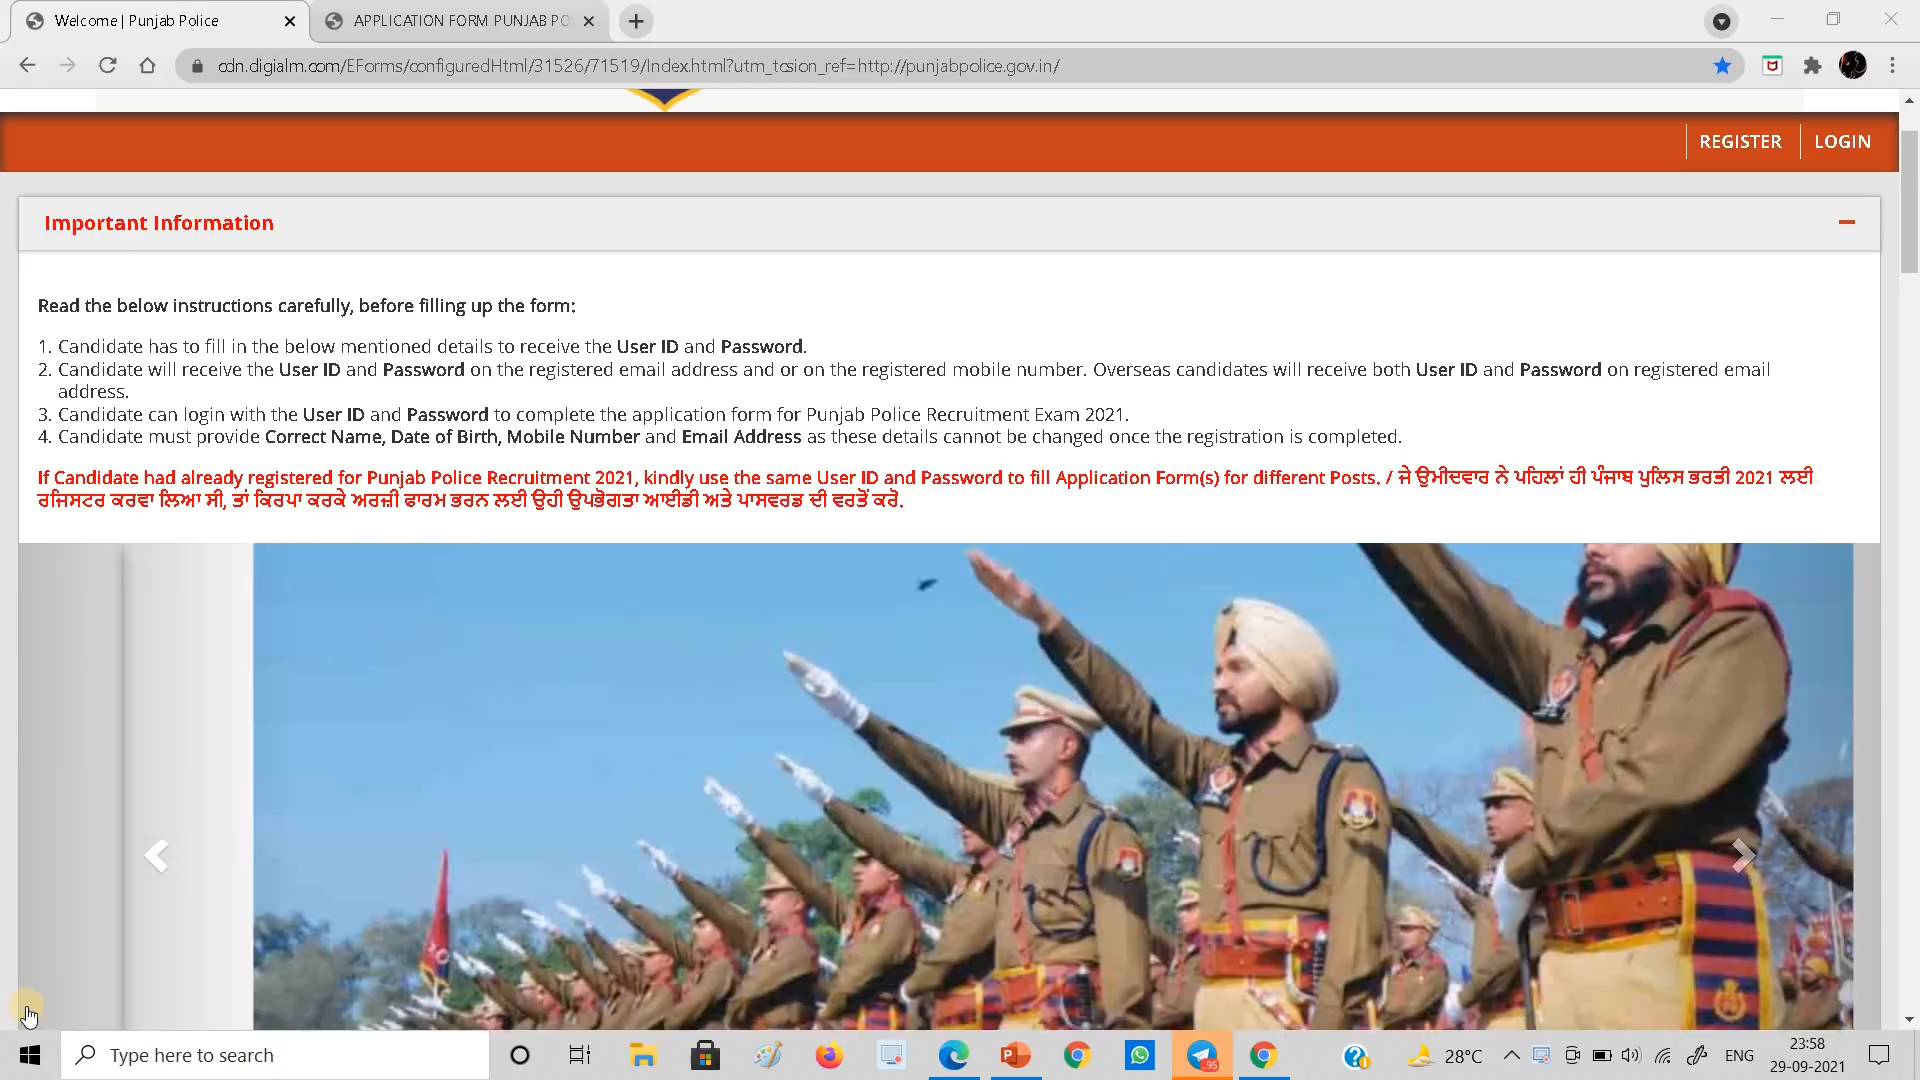 Welcome | Punjab Police
APPLICATION FORM PUNJAB PO
cdn.digialm.com/EForms/configuredHtml/31526/71519/Index.html?utm_tcsion_ref=http://punjabpolice.gov.in/
REGISTER
LOGIN
Important Information
Read the below instructions carefully, before filling up the form:
1. Candidate has to fill in the below mentioned details to receive the User ID and Password.
2. Candidate will receive the User ID and Password on the registered email address and or on the registered mobile number. Overseas candidates will receive both User ID and Password on registered email
address.
3. Candidate can login with the User ID and Password to complete the application form for Punjab Police Recruitment Exam 2021.
4. Candidate must provide Correct Name, Date of Birth, Mobile Number and Email Address as these details cannot be changed once the registration is completed.
If Candidate had already registered for Punjab Police Recruitment 2021, kindly use the same User ID and Password to fill Application Form(s) for different Posts. / ਜੇ ਉਮੀਦਵਾਰ ਨੇ ਪਹਿਲਾਂ ਹੀ ਪੰਜਾਬ ਪੁਲਿਸ ਭਰਤੀ 2021 ਲਈ
ਰਜਿਸਟਰ ਕਰਵਾ ਲਿਆ ਸੀ, ਤਾਂ ਕਿਰਪਾ ਕਰਕੇ ਅਰਜ਼ੀ ਫਾਰਮ ਭਰਨ ਲਈ ਉਹੀ ਉਪਭੋਗਤਾ ਆਈਡੀ ਅਤੇ ਪਾਸਵਰਡ ਦੀ ਵਰਤੋਂ ਕਰੋ.
Type here to search
95
28°C
ENG
23:58
29-09-2021